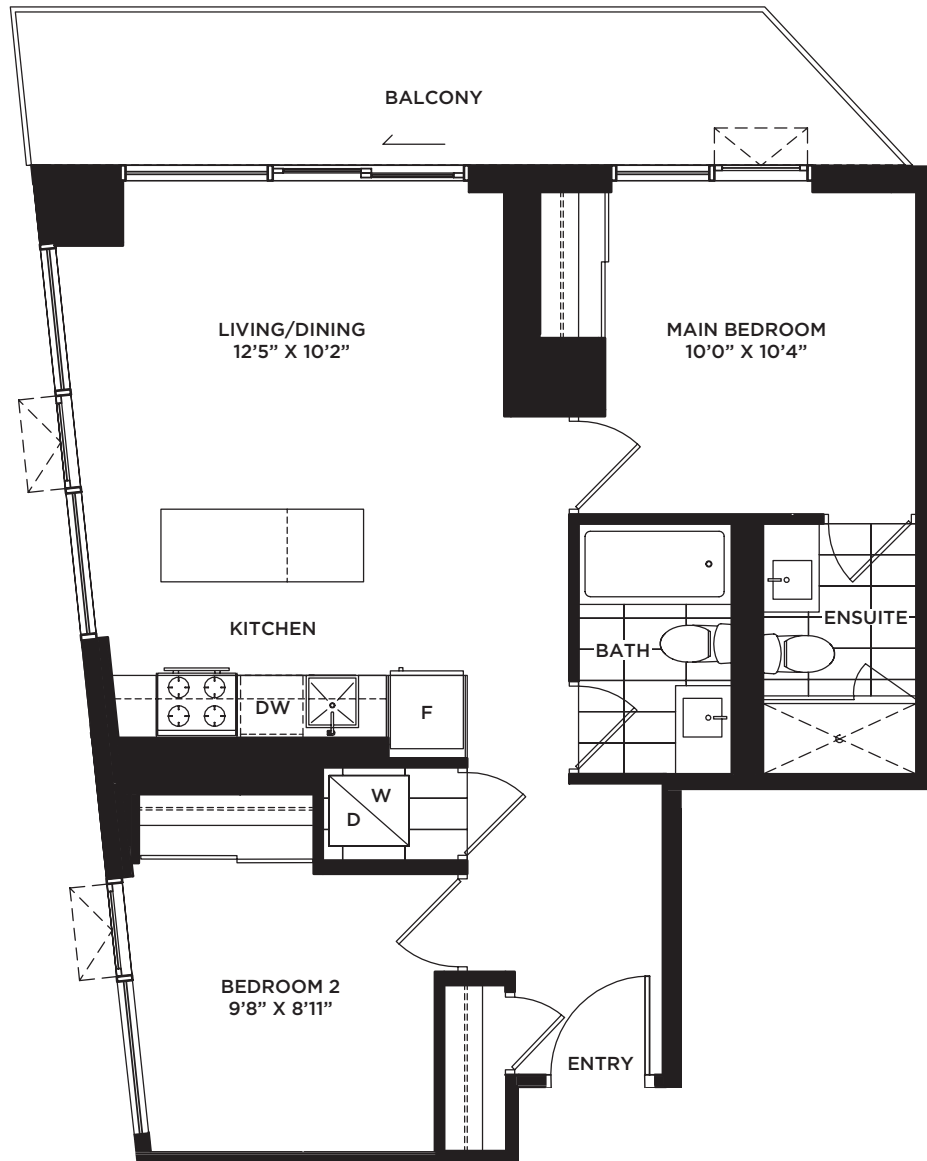 BALCONY
LIVING/DINING
12’5” X 10’2”
MAIN BEDROOM
10’0” X 10’4”
ENSUITE
KITCHEN
BATH
DW
F
W
D
BEDROOM 2
9’8” X 8’11”
ENTRY